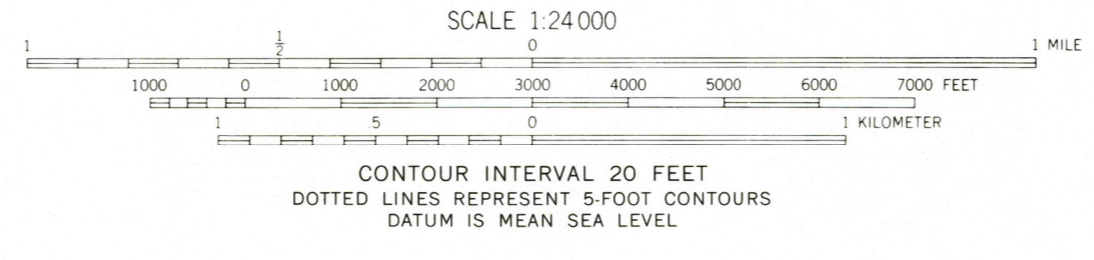 SCALE 1:24 000
1 1/2 0 1 MILE
1000 0 1000 2000 3000 4000 5000 6000 7000 FEET
1 .5 0 1 KILOMETER
CONTOUR INTERVAL 20 FEET
DOTTED LINES REPRESENT 5-FOOT CONTOURS
DATUM IS MEAN SEA LEVEL